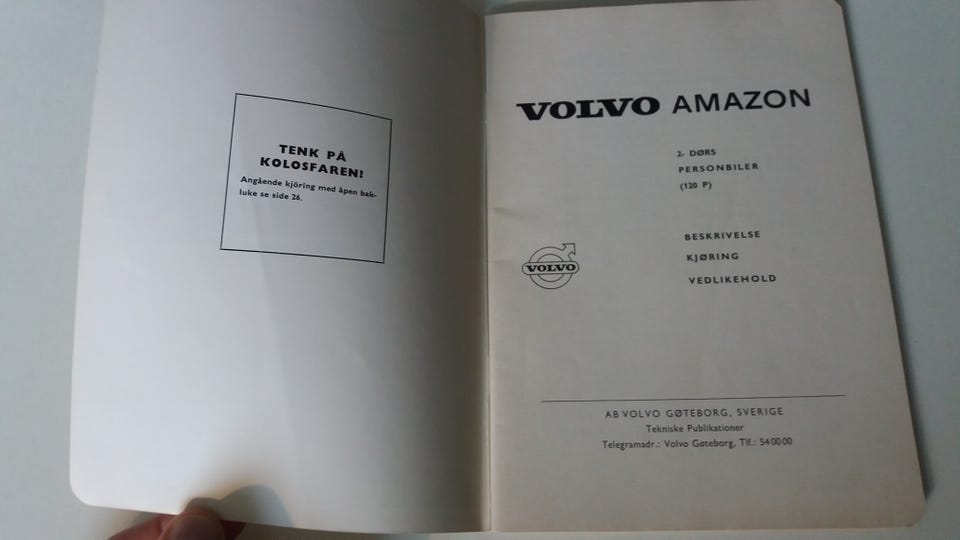 TENK PÅ
KOLOSFAREN!
Angående kjöring med åpen bak-
luke se side 26.
VOLVO AMAZON
2- DØRS
PERSONBILER
(120 P)
BESKRIVELSE
KJØRING
VEDLIKEHOLD
VOLVO
AB VOLVO GØTEBORG, SVERIGE
Tekniske Publikationer
Telegramadr.: Volvo Gøteborg, Tlf.: 54 00 00